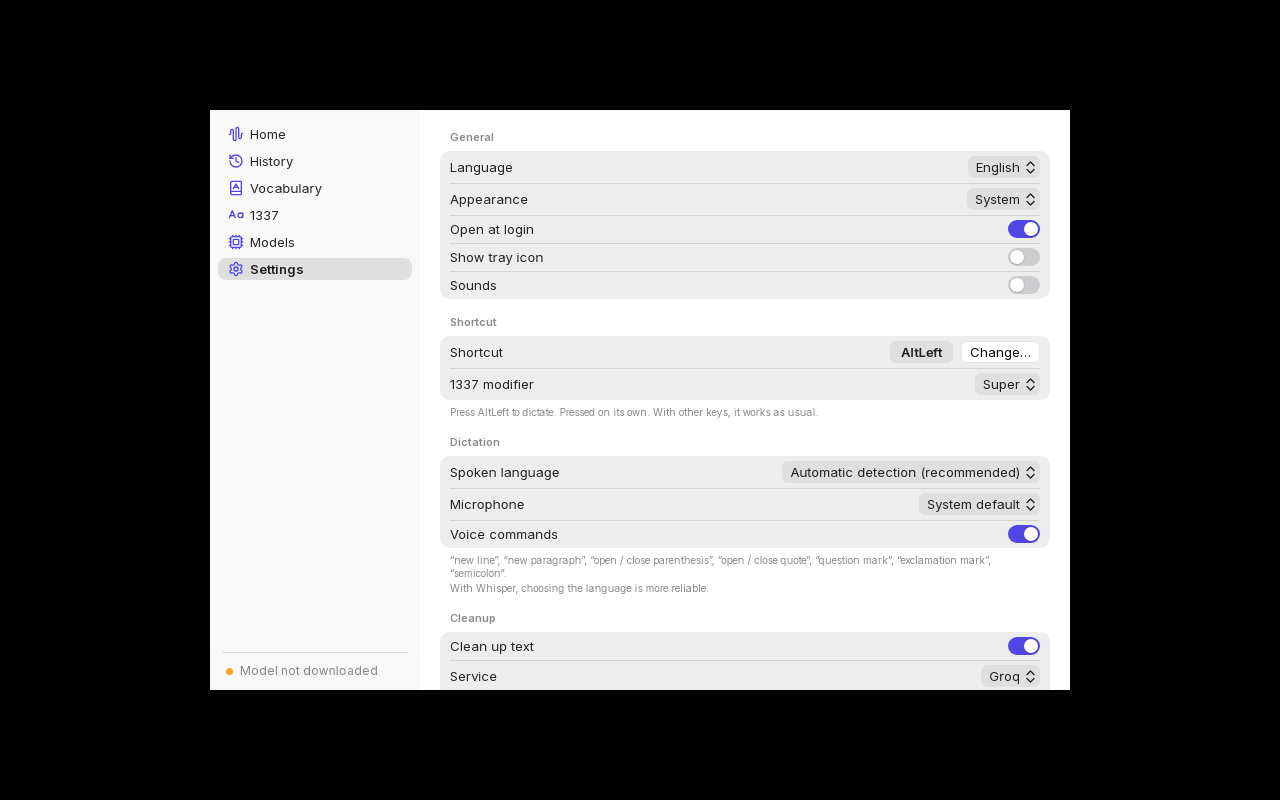 Home
History
Vocabulary
1337
Models
Settings
Model not downloaded
General
Language English
Appearance System
Open at login
Show tray icon
Sounds
Shortcut
Shortcut AltLeft Change…
1337 modifier Super
Press AltLeft to dictate. Pressed on its own. With other keys, it works as usual.
Dictation
Spoken language Automatic detection (recommended)
Microphone System default
Voice commands
“new line”, “new paragraph”, “open / close parenthesis”, “open / close quote”, “question mark”, “exclamation mark”,
“semicolon”.
With Whisper, choosing the language is more reliable.
Cleanup
Clean up text
Service Groq